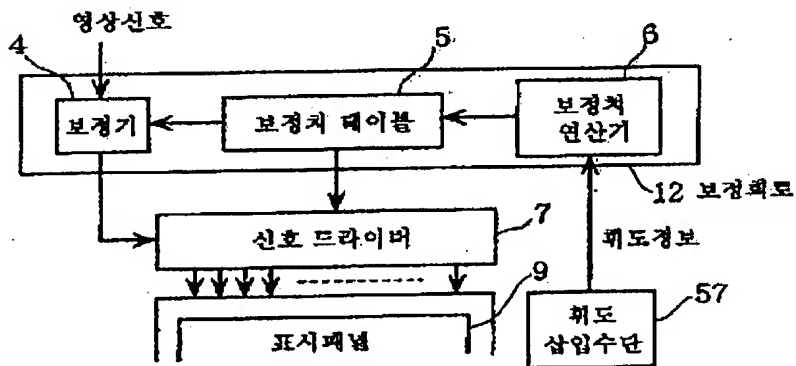 영상신호
4
5
6
보정기
보정치 테이블
보정치
연산기
12 보정회로
신호 드라이버
7
휘도정보
9
표시패널
휘도
삽입수단
57